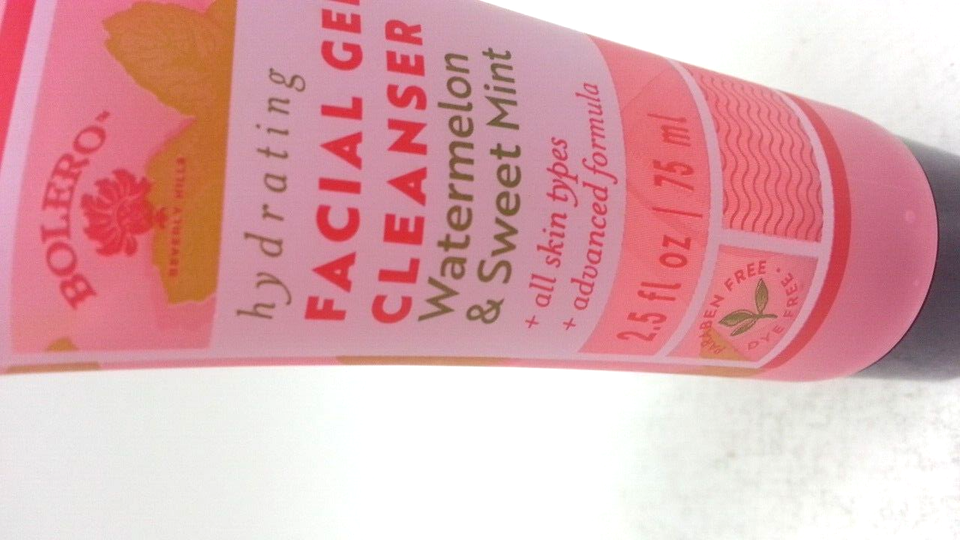 BOLERO
BEVERLY HILLS
hydrating
FACIAL GEL
CLEANSER
Watermelon
& Sweet Mint
+ all skin types
+ advanced formula
2.5 fl oz / 75 ml
PARABEN FREE
DYE FREE